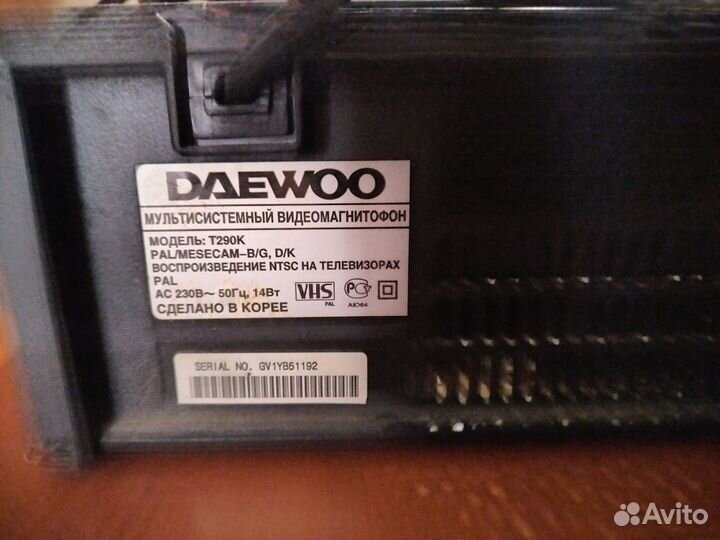 DAEWOO
МУЛЬТИСИСТЕМНЫЙ ВИДЕОМАГНИТОФОН
МОДЕЛЬ: T290K
PAL/MESECAM-B/G, D/K
ВОСПРОИЗВЕДЕНИЕ NTSC НА ТЕЛЕВИЗОРАХ
PAL
AC 230В~ 50Гц, 14Вт
СДЕЛАНО В КОРЕЕ
VHS
PAL
РСТ
SERIAL NO. GV1YB51192
Avito